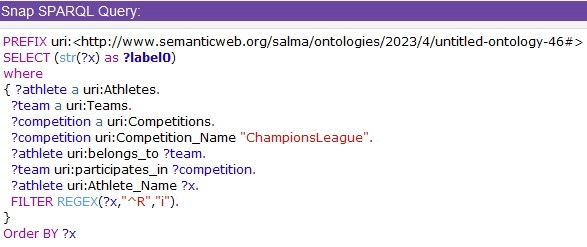 Snap SPARQL Query:
PREFIX uri:<http://www.semanticweb.org/salma/ontologies/2023/4/untitled-ontology-46#>
SELECT (str(?x) as ?label0)
where
{ ?athlete a uri:Athletes.
?team a uri:Teams.
?competition a uri:Competitions.
?competition uri:Competition_Name "ChampionsLeague".
?athlete uri:belongs_to ?team.
?team uri:participates_in ?competition.
?athlete uri:Athlete_Name ?x.
FILTER REGEX(?x,"^R","i").
}
Order BY ?x